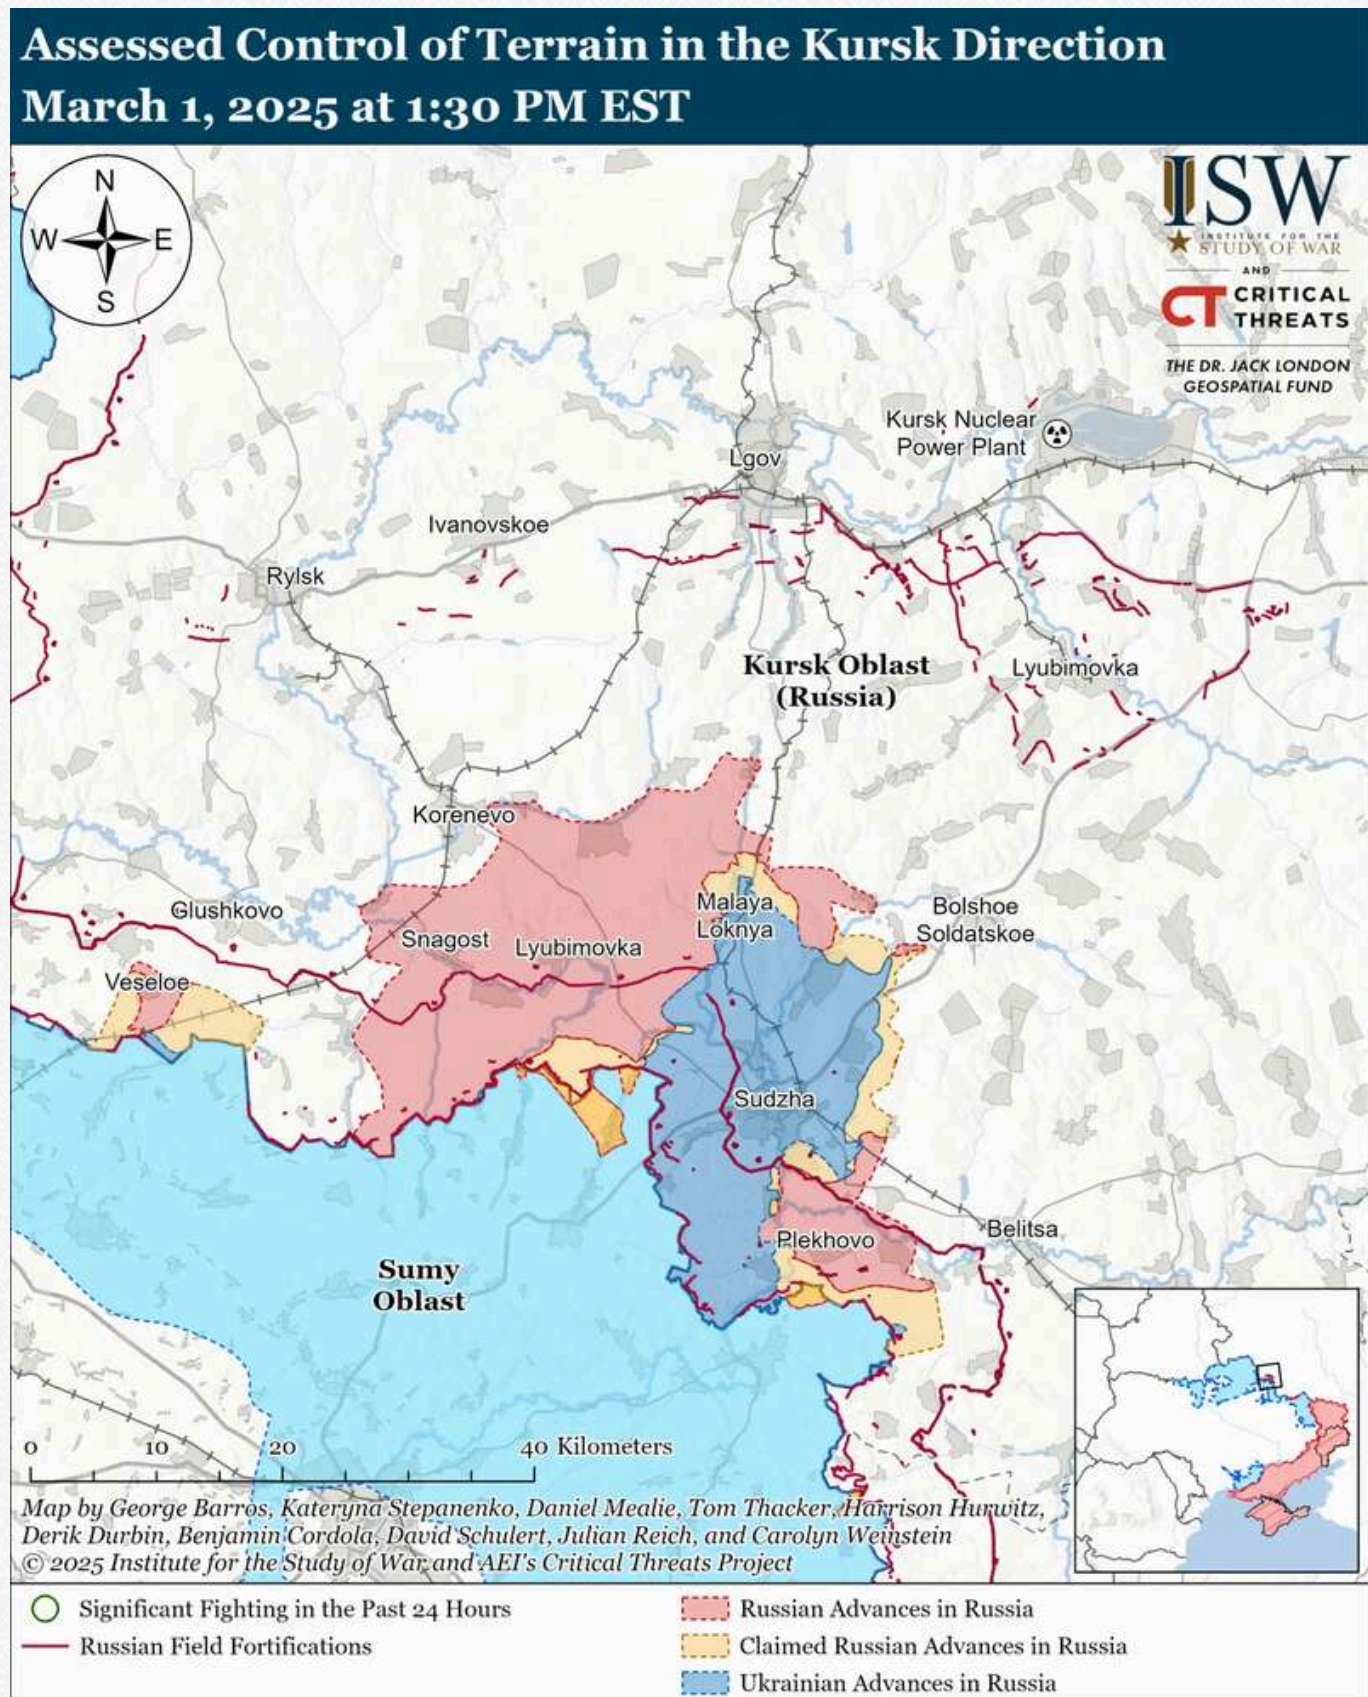 Assessed Control of Terrain in the Kursk Direction
March 1, 2025 at 1:30 PM EST
N
W
E
S
ISW
INSTITUTE FOR THE
STUDY OF WAR
AND
CT CRITICAL
THREATS
THE DR. JACK LONDON
GEOSPATIAL FUND
Kursk Nuclear
Power Plant
Lgov
Ivanovskoe
Rylsk
Kursk Oblast
(Russia)
Lyubimovka
Korenevo
Glushkovo
Malaya
Loknya
Bolshoe
Soldatskoe
Snagost
Lyubimovka
Veseloe
Sudzha
Plekhovo
Belitsa
Sumy
Oblast
0 10 20 40 Kilometers
Map by George Barros, Kateryna Stepanenko, Daniel Mealie, Tom Thacker, Harrison Hurwitz,
Derik Durbin, Benjamin Cordola, David Schulert, Julian Reich, and Carolyn Weinstein
© 2025 Institute for the Study of War and AEI's Critical Threats Project
Significant Fighting in the Past 24 Hours
Russian Field Fortifications
Russian Advances in Russia
Claimed Russian Advances in Russia
Ukrainian Advances in Russia